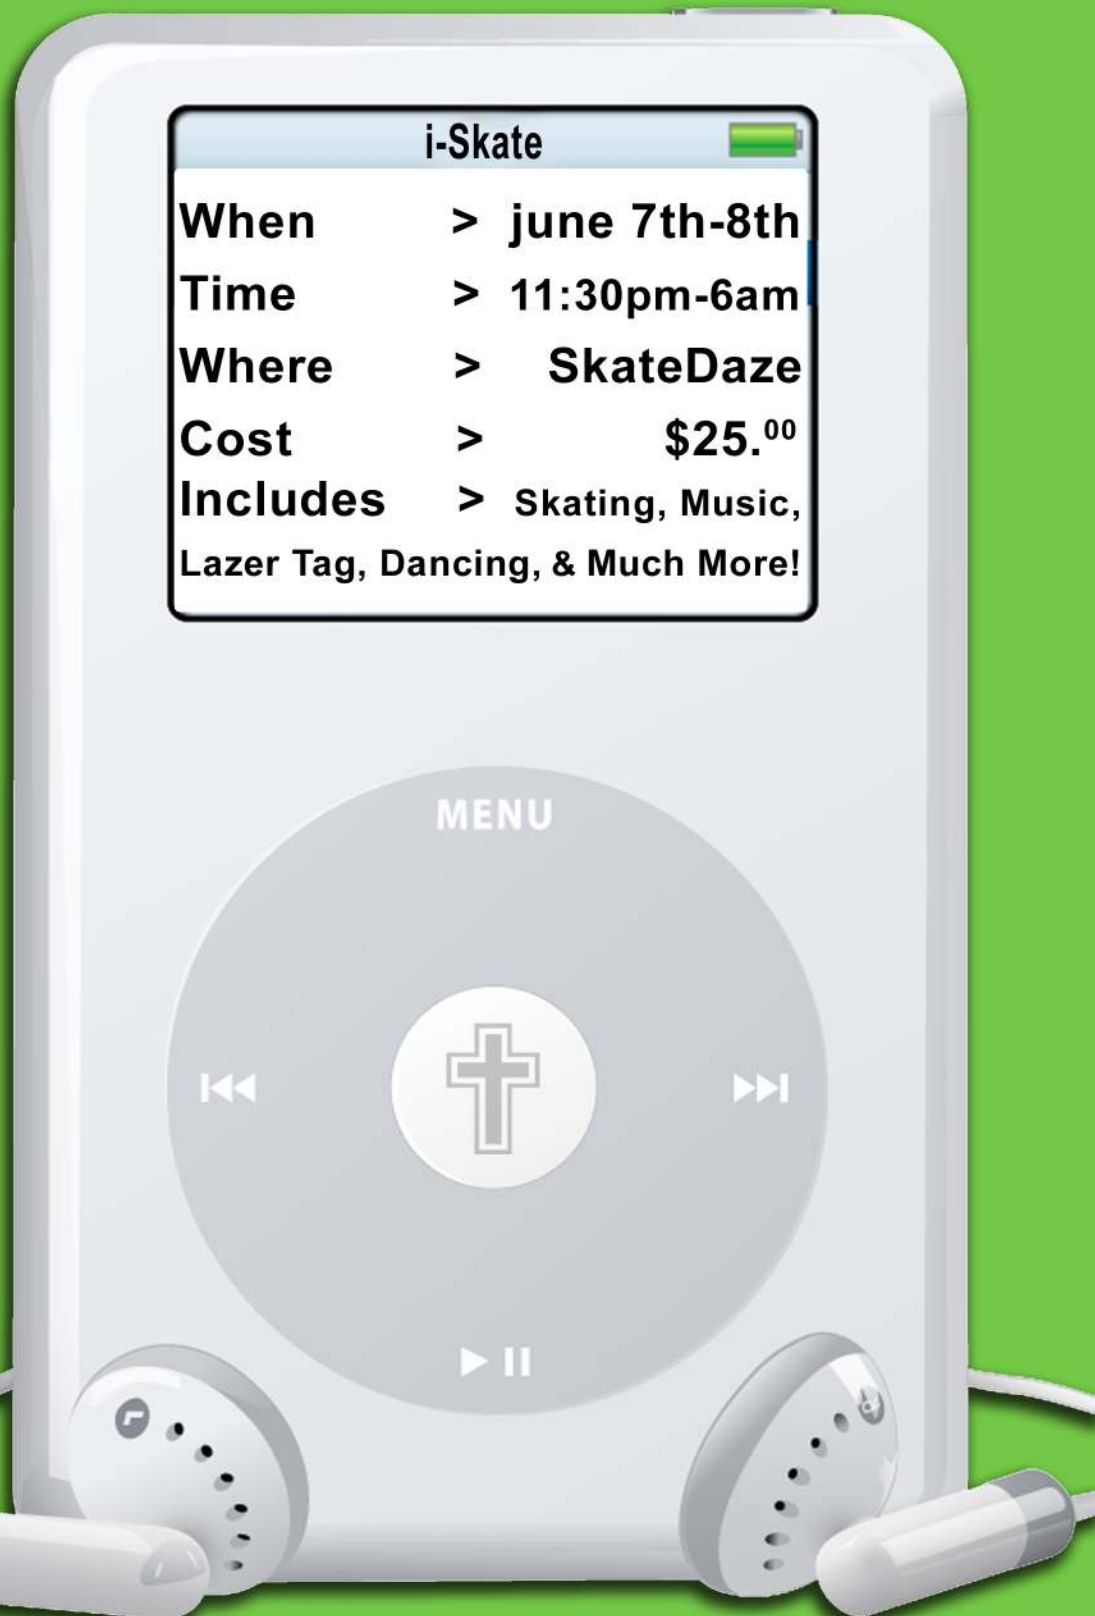 i-Skate
When > june 7th-8th
Time > 11:30pm-6am
Where > SkateDaze
Cost > $25.00
Includes > Skating, Music,
Lazer Tag, Dancing, & Much More!
MENU